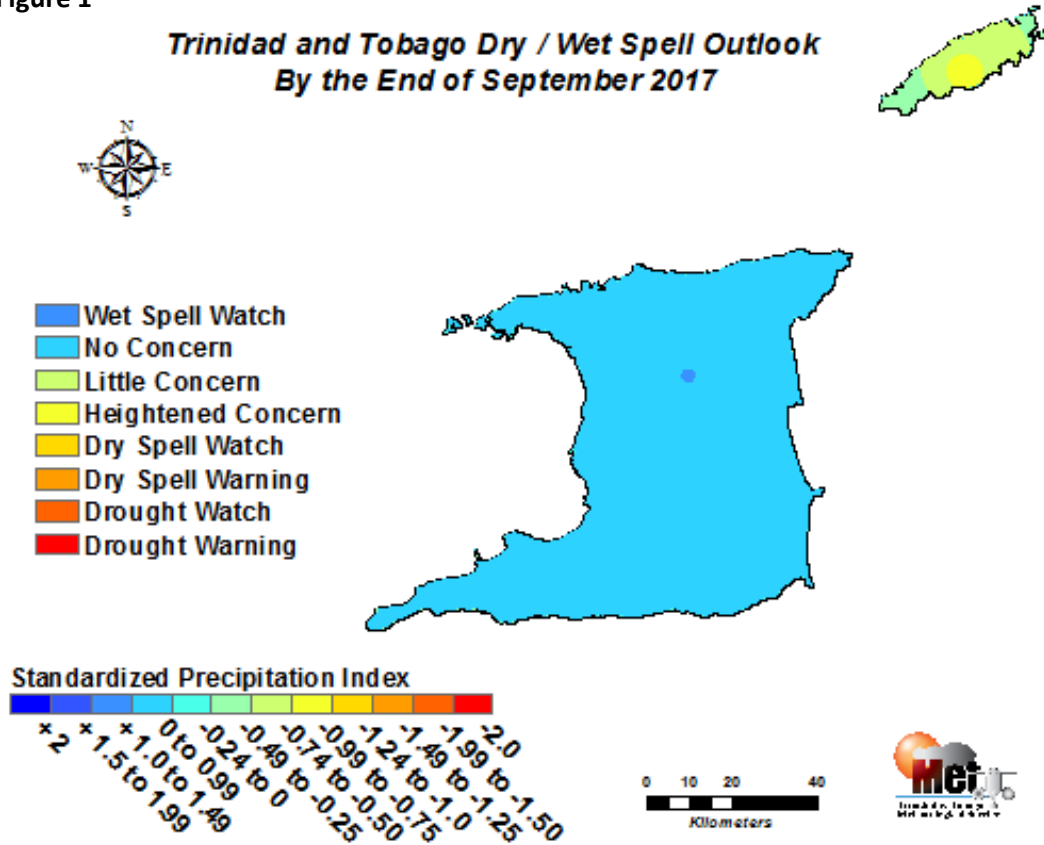 Figure 1
Trinidad and Tobago Dry / Wet Spell Outlook
By the End of September 2017
N
W
E
S
Wet Spell Watch
No Concern
Little Concern
Heightened Concern
Dry Spell Watch
Dry Spell Warning
Drought Watch
Drought Warning
Standardized Precipitation Index
+ 2
+ 1.5 to 1.99
+ 1.0 to 1.49
0 to 0.99
-0.24 to 0
-0.49 to -0.25
-0.74 to -0.50
-0.99 to -0.75
-1.24 to -1.0
-1.49 to -1.25
-1.99 to -1.50
-2.0
0 10 20 40
Kilometers
Met